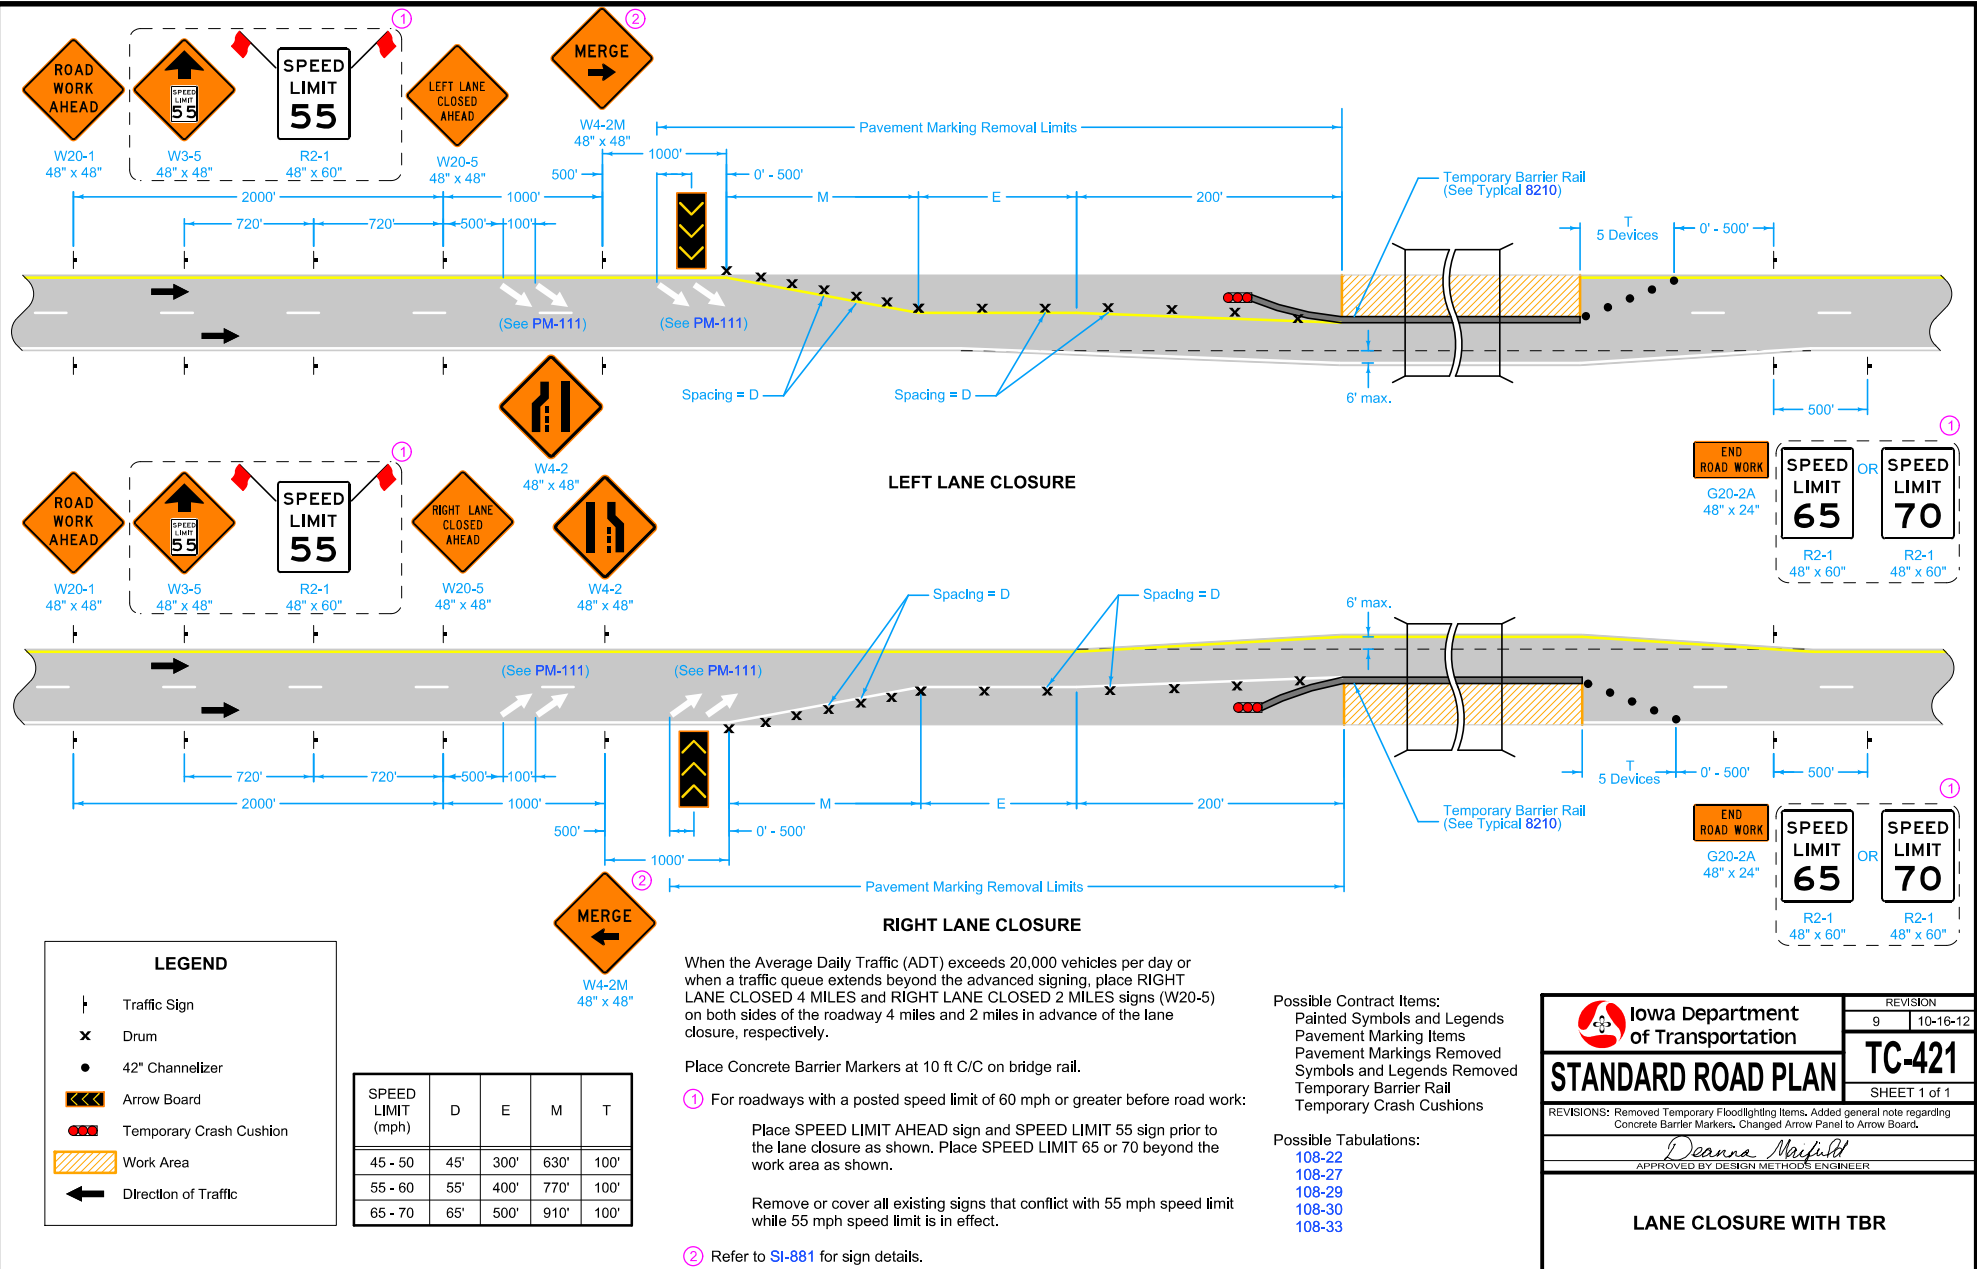 1
2
ROAD
WORK
AHEAD
SPEED
LIMIT
55
SPEED
LIMIT
55
LEFT LANE
CLOSED
AHEAD
MERGE
W20-1
48" x 48"
W3-5
48" x 48"
R2-1
48" x 60"
W20-5
48" x 48"
W4-2M
48" x 48"
Pavement Marking Removal Limits
1000'
500'
0' - 500'
2000'
1000'
M
E
200'
Temporary Barrier Rail
(See Typical 8210)
720'
720'
500'
100'
T
5 Devices
0' - 500'
(See PM-111)
(See PM-111)
Spacing = D
Spacing = D
6' max.
500'
W4-2
48" x 48"
LEFT LANE CLOSURE
1
END
ROAD WORK
G20-2A
48" x 24"
SPEED
LIMIT
65
OR
SPEED
LIMIT
70
R2-1
48" x 60"
R2-1
48" x 60"
1
ROAD
WORK
AHEAD
SPEED
LIMIT
55
SPEED
LIMIT
55
RIGHT LANE
CLOSED
AHEAD
W20-1
48" x 48"
W3-5
48" x 48"
R2-1
48" x 60"
W20-5
48" x 48"
W4-2
48" x 48"
Spacing = D
Spacing = D
6' max.
(See PM-111)
(See PM-111)
720'
720'
500'
100'
2000'
1000'
M
E
200'
T
5 Devices
0' - 500'
500'
500'
0' - 500'
1000'
Temporary Barrier Rail
(See Typical 8210)
Pavement Marking Removal Limits
2
MERGE
W4-2M
48" x 48"
RIGHT LANE CLOSURE
1
END
ROAD WORK
G20-2A
48" x 24"
SPEED
LIMIT
65
OR
SPEED
LIMIT
70
R2-1
48" x 60"
R2-1
48" x 60"
LEGEND
Traffic Sign
Drum
42" Channelizer
Arrow Board
Temporary Crash Cushion
Work Area
Direction of Traffic
SPEED LIMIT (mph) D E M T
45 - 50 45' 300' 630' 100'
55 - 60 55' 400' 770' 100'
65 - 70 65' 500' 910' 100'
When the Average Daily Traffic (ADT) exceeds 20,000 vehicles per day or
when a traffic queue extends beyond the advanced signing, place RIGHT
LANE CLOSED 4 MILES and RIGHT LANE CLOSED 2 MILES signs (W20-5)
on both sides of the roadway 4 miles and 2 miles in advance of the lane
closure, respectively.
Place Concrete Barrier Markers at 10 ft C/C on bridge rail.
1 For roadways with a posted speed limit of 60 mph or greater before road work:
Place SPEED LIMIT AHEAD sign and SPEED LIMIT 55 sign prior to
the lane closure as shown. Place SPEED LIMIT 65 or 70 beyond the
work area as shown.
Remove or cover all existing signs that conflict with 55 mph speed limit
while 55 mph speed limit is in effect.
2 Refer to SI-881 for sign details.
Possible Contract Items:
Painted Symbols and Legends
Pavement Marking Items
Pavement Markings Removed
Symbols and Legends Removed
Temporary Barrier Rail
Temporary Crash Cushions
Possible Tabulations:
108-22
108-27
108-29
108-30
108-33
Iowa Department
of Transportation
STANDARD ROAD PLAN
REVISION
9 10-16-12
TC-421
SHEET 1 of 1
REVISIONS: Removed Temporary Floodlighting Items. Added general note regarding
Concrete Barrier Markers. Changed Arrow Panel to Arrow Board.
Deanna Maifield
APPROVED BY DESIGN METHODS ENGINEER
LANE CLOSURE WITH TBR